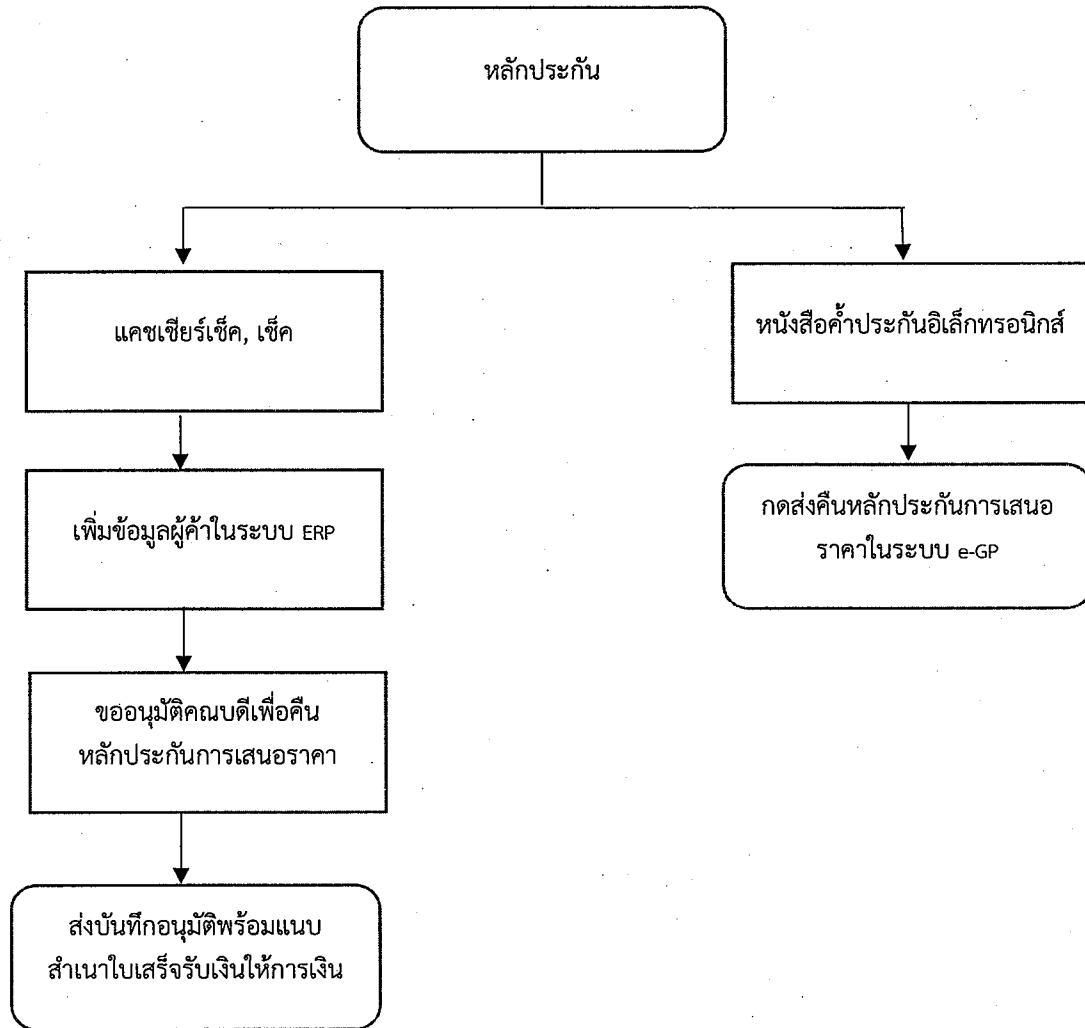 หลักประกัน
แคชเชียร์เช็ค, เช็ค
หนังสือค้ำประกันอิเล็กทรอนิกส์
เพิ่มข้อมูลผู้ค้าในระบบ ERP
กดส่งคืนหลักประกันการเสนอ
ราคาในระบบ e-GP
ขออนุมัติคณบดีเพื่อคืน
หลักประกันการเสนอราคา
ส่งบันทึกอนุมัติพร้อมแนบ
สำเนาใบเสร็จรับเงินให้การเงิน